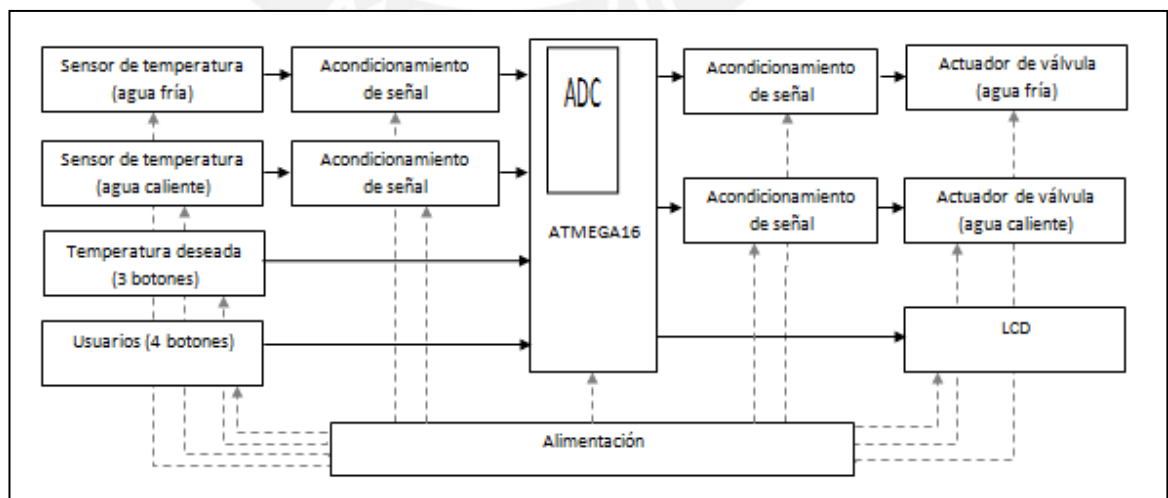 Sensor de temperatura
(agua fría)
Acondicionamiento
de señal
ADC
Acondicionamiento
de señal
Actuador de válvula
(agua fría)
Sensor de temperatura
(agua caliente)
Acondicionamiento
de señal
ATMEGA16
Acondicionamiento
de señal
Actuador de válvula
(agua caliente)
Temperatura deseada
(3 botones)
Usuarios (4 botones)
LCD
Alimentación